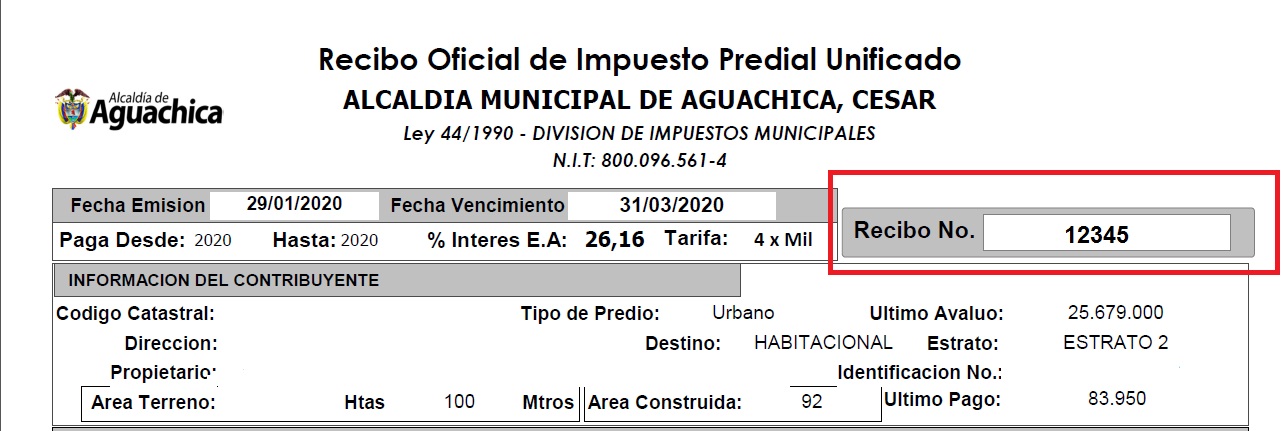 Recibo Oficial de Impuesto Predial Unificado
Alcaldía de
Aguachica
ALCALDIA MUNICIPAL DE AGUACHICA, CESAR
Ley 44/1990 - DIVISION DE IMPUESTOS MUNICIPALES
N.I.T: 800.096.561-4
Fecha Emision 29/01/2020 Fecha Vencimiento 31/03/2020
Recibo No. 12345
Paga Desde: 2020 Hasta: 2020 % Interes E.A: 26,16 Tarifa: 4 x Mil
INFORMACION DEL CONTRIBUYENTE
Codigo Catastral: Tipo de Predio: Urbano Ultimo Avaluo: 25.679.000
Direccion: Destino: HABITACIONAL Estrato: ESTRATO 2
Propietario: Identificacion No.:
Area Terreno: Htas 100 Mtros Area Construida: 92 Ultimo Pago: 83.950